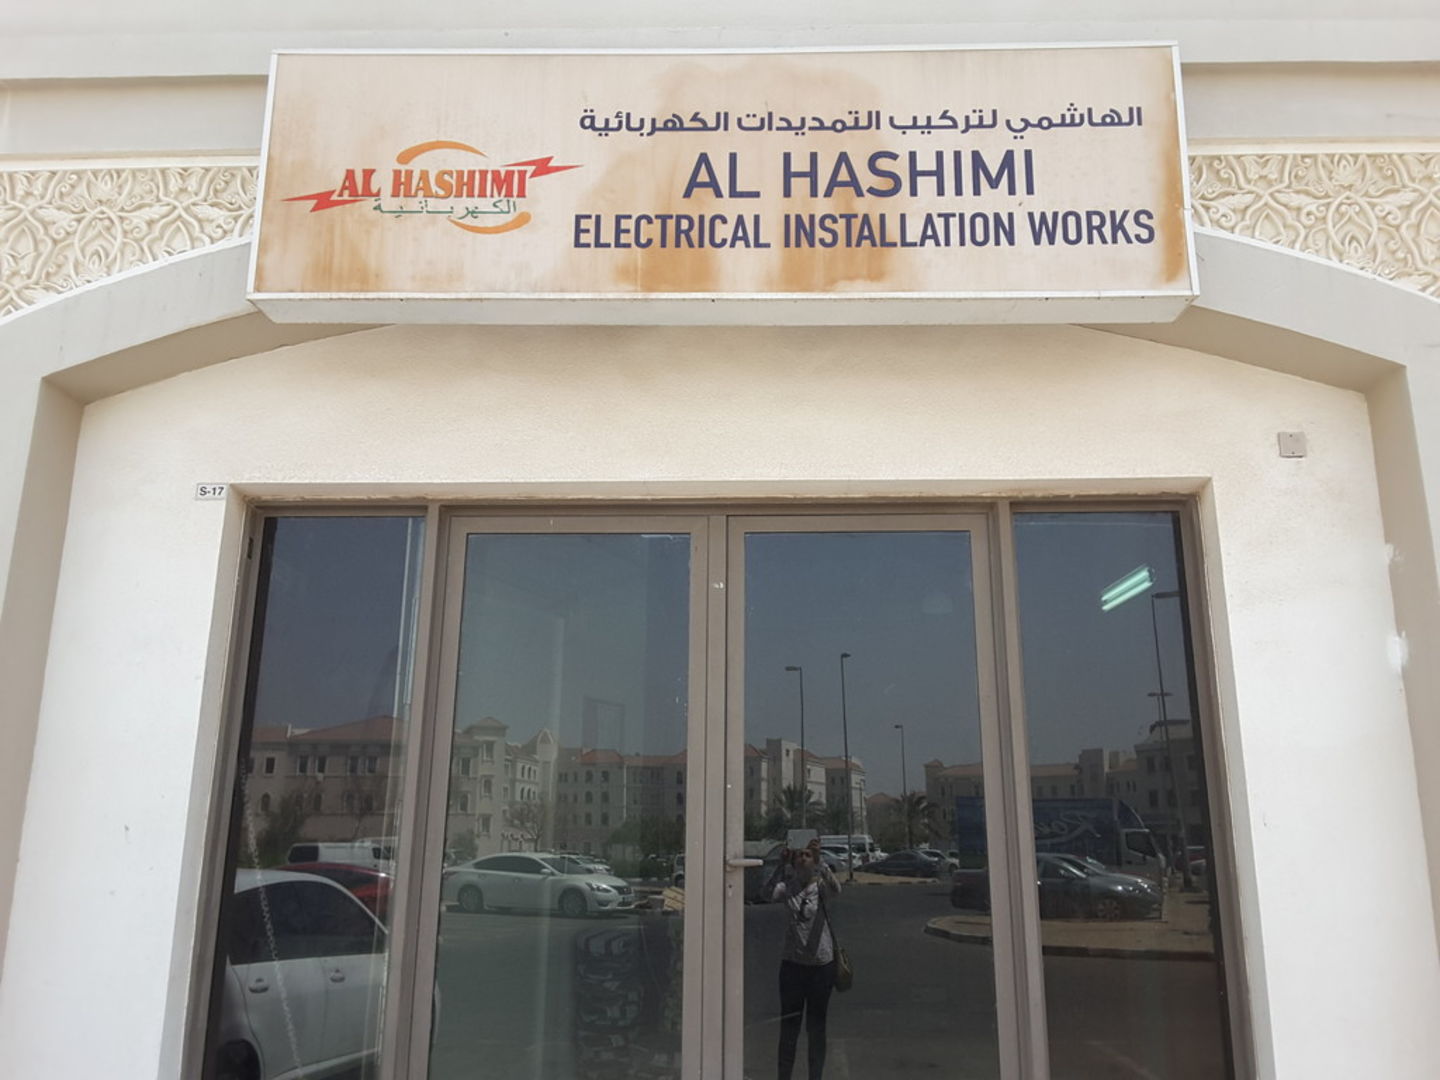 الهاشمي لتركيب التمديدات الكهربائية
AL HASHIMI
ELECTRICAL INSTALLATION WORKS
AL HASHIMI
الكهربائية
S-17